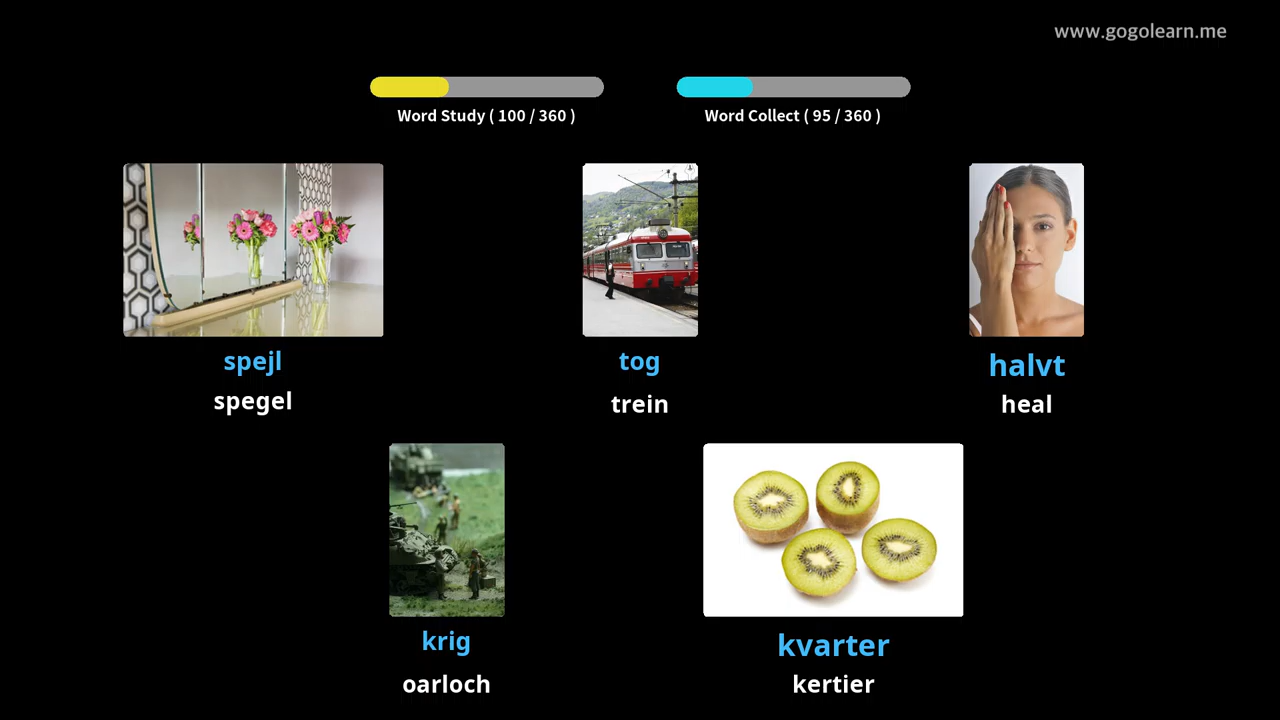 www.gogolearn.me
Word Study ( 100 / 360 )
Word Collect ( 95 / 360 )
spejl
spegel
tog
trein
halvt
heal
krig
oarloch
kvarter
kertier